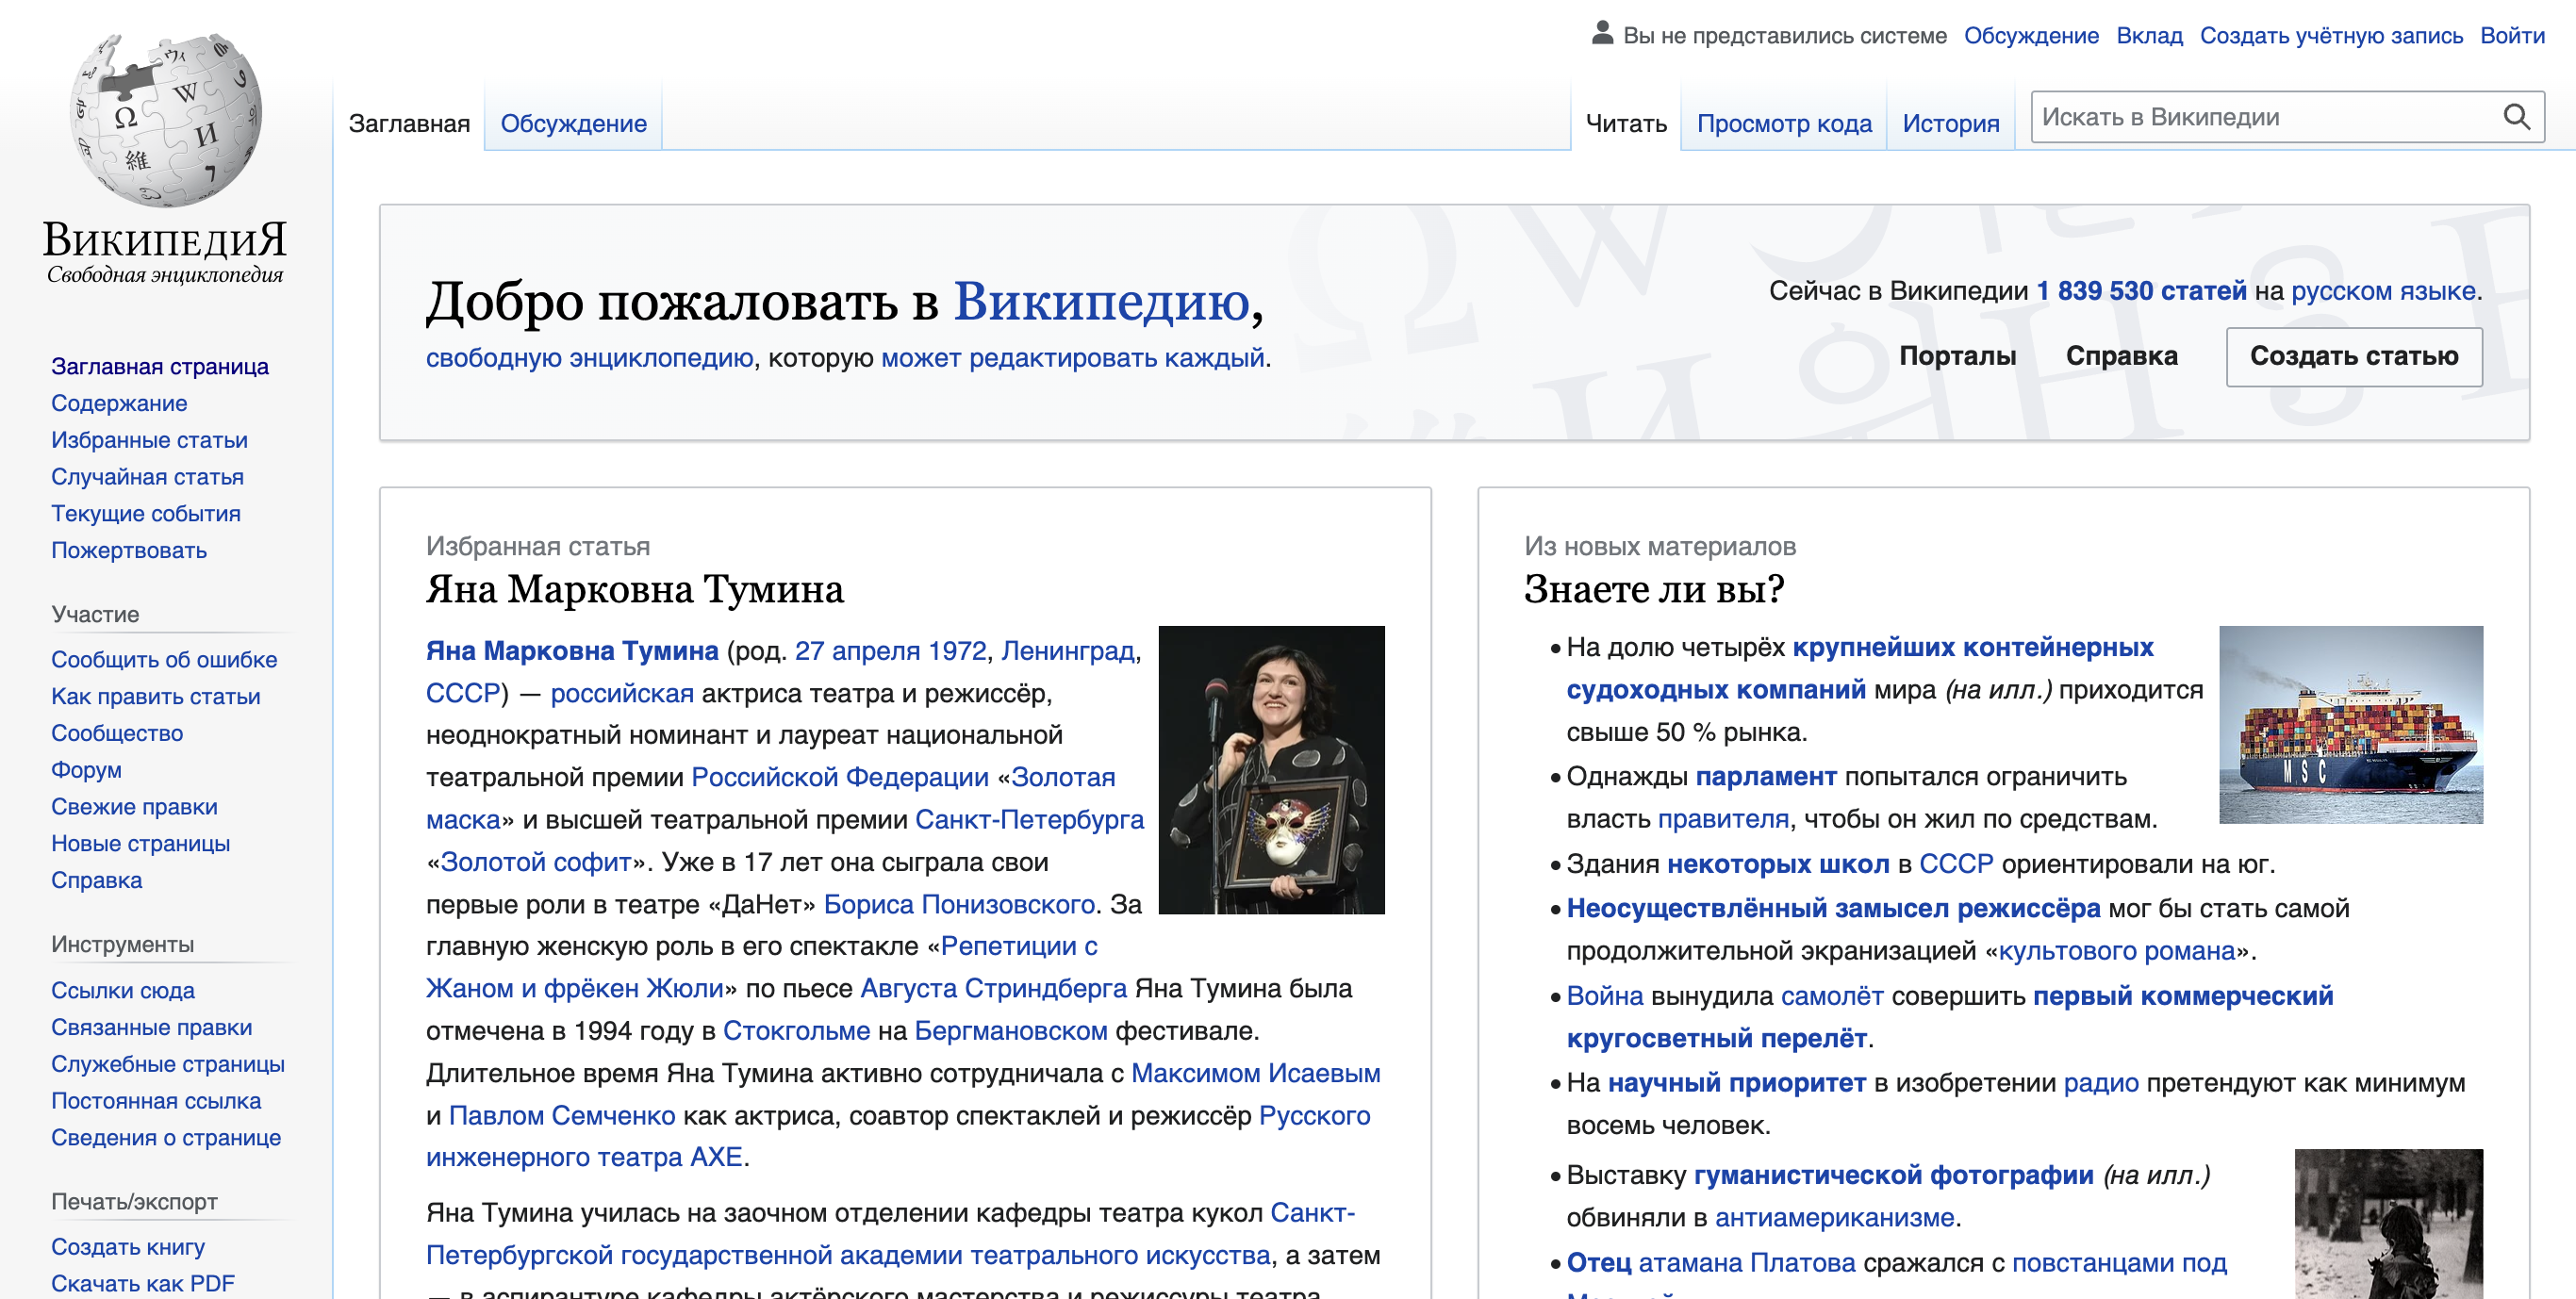 ВикипедиЯ
Свободная энциклопедия
Вы не представились системе Обсуждение Вклад Создать учётную запись Войти
Заглавная Обсуждение Читать Просмотр кода История Искать в Википедии
Добро пожаловать в Википедию,
свободную энциклопедию, которую может редактировать каждый.
Сейчас в Википедии 1 839 530 статей на русском языке.
Порталы Справка Создать статью
Заглавная страница
Содержание
Избранные статьи
Случайная статья
Текущие события
Пожертвовать
Участие
Сообщить об ошибке
Как править статьи
Сообщество
Форум
Свежие правки
Новые страницы
Справка
Инструменты
Ссылки сюда
Связанные правки
Служебные страницы
Постоянная ссылка
Сведения о странице
Печать/экспорт
Создать книгу
Скачать как PDF
Избранная статья
Яна Марковна Тумина
Яна Марковна Тумина (род. 27 апреля 1972, Ленинград,
СССР) — российская актриса театра и режиссёр,
неоднократный номинант и лауреат национальной
театральной премии Российской Федерации «Золотая
маска» и высшей театральной премии Санкт-Петербурга
«Золотой софит». Уже в 17 лет она сыграла свои
первые роли в театре «ДаНет» Бориса Понизовского. За
главную женскую роль в его спектакле «Репетиции с
Жаном и фрёкен Жюли» по пьесе Августа Стриндберга Яна Тумина была
отмечена в 1994 году в Стокгольме на Бергмановском фестивале.
Длительное время Яна Тумина активно сотрудничала с Максимом Исаевым
и Павлом Семченко как актриса, соавтор спектаклей и режиссёр Русского
инженерного театра АХЕ.
Яна Тумина училась на заочном отделении кафедры театра кукол Санкт-
Петербургской государственной академии театрального искусства, а затем
— в аспирантуре кафедры актёрского мастерства и режиссуры театра
Из новых материалов
Знаете ли вы?
• На долю четырёх крупнейших контейнерных
судоходных компаний мира (на илл.) приходится
свыше 50 % рынка.
• Однажды парламент попытался ограничить
власть правителя, чтобы он жил по средствам.
• Здания некоторых школ в СССР ориентировали на юг.
• Неосуществлённый замысел режиссёра мог бы стать самой
продолжительной экранизацией «культового романа».
• Война вынудила самолёт совершить первый коммерческий
кругосветный перелёт.
• На научный приоритет в изобретении радио претендуют как минимум
восемь человек.
• Выставку гуманистической фотографии (на илл.)
обвиняли в антиамериканизме.
• Отец атамана Платова сражался с повстанцами под
MSC